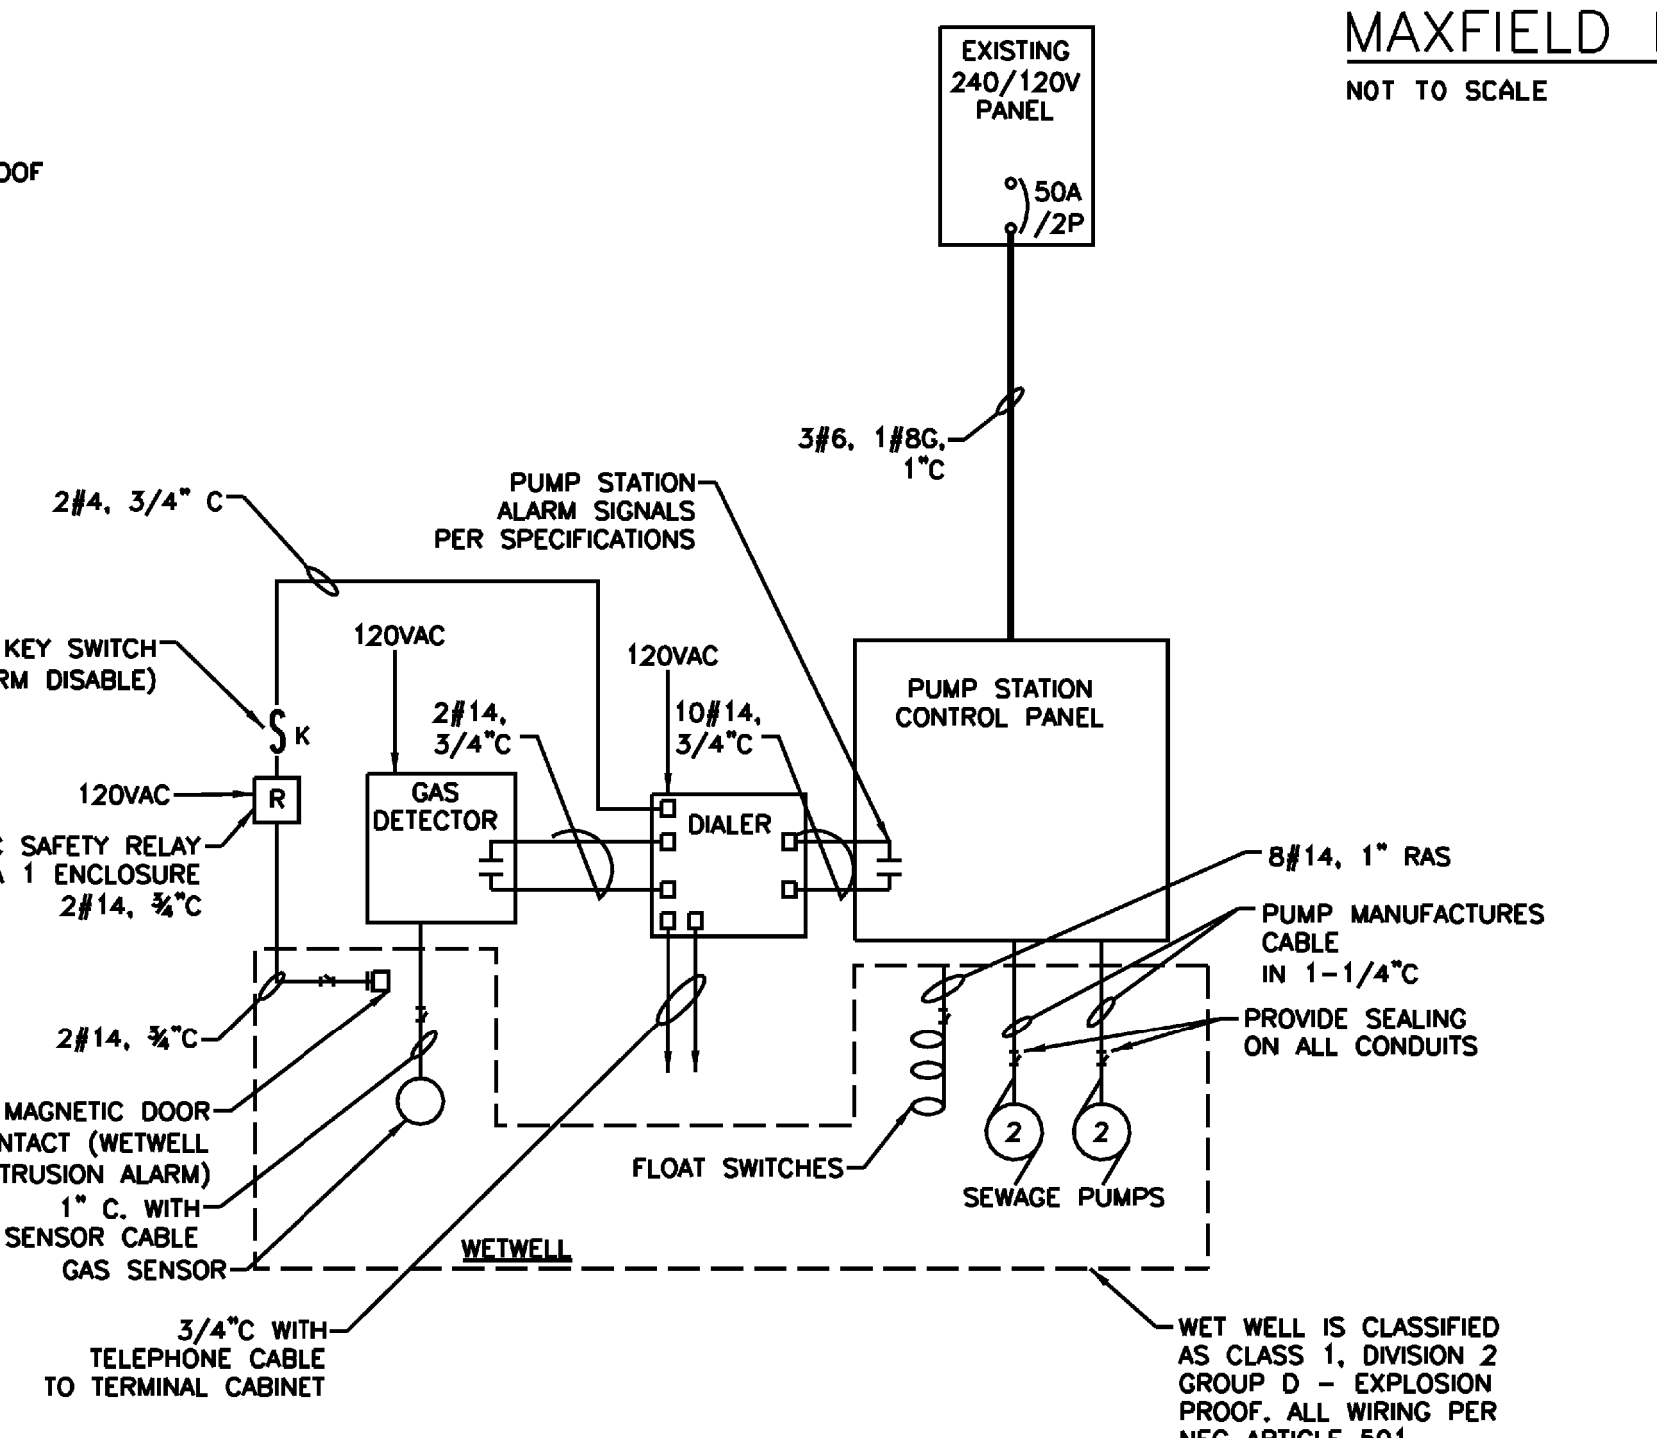 MAXFIELD
NOT TO SCALE
EXISTING
240/120V
PANEL
50A
/2P
OOF
3#6, 1#8G,
1"C
PUMP STATION
ALARM SIGNALS
PER SPECIFICATIONS
2#4, 3/4" C
KEY SWITCH
RM DISABLE)
K
120VAC
120VAC
2#14,
3/4"C
10#14,
3/4"C
PUMP STATION
CONTROL PANEL
120VAC
R
GAS
DETECTOR
DIALER
C SAFETY RELAY
A 1 ENCLOSURE
2#14, ¾"C
8#14, 1" RAS
PUMP MANUFACTURES
CABLE
IN 1-1/4"C
PROVIDE SEALING
ON ALL CONDUITS
2#14, ¾"C
MAGNETIC DOOR
NTACT (WETWELL
TRUSION ALARM)
1" C. WITH
SENSOR CABLE
GAS SENSOR
FLOAT SWITCHES
2
2
SEWAGE PUMPS
WETWELL
3/4"C WITH
TELEPHONE CABLE
TO TERMINAL CABINET
WET WELL IS CLASSIFIED
AS CLASS 1, DIVISION 2
GROUP D - EXPLOSION
PROOF. ALL WIRING PER
NEC ARTICLE 501